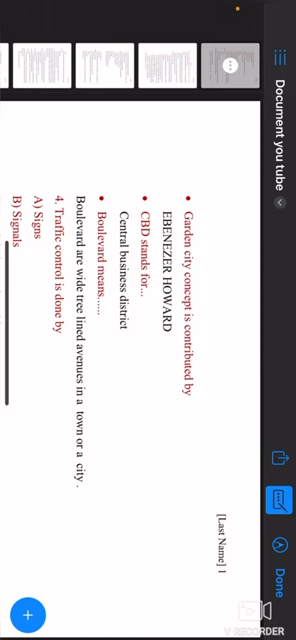 Document you tube
Done
[Last Name] 1
• Garden city concept is contributed by
EBENEZER HOWARD
• CBD stands for...
Central business district
• Boulevard means......
Boulevard are wide tree lined avenues in a town or a city .
4. Traffic control is done by
A) Signs
B) Signals
V RECORDER